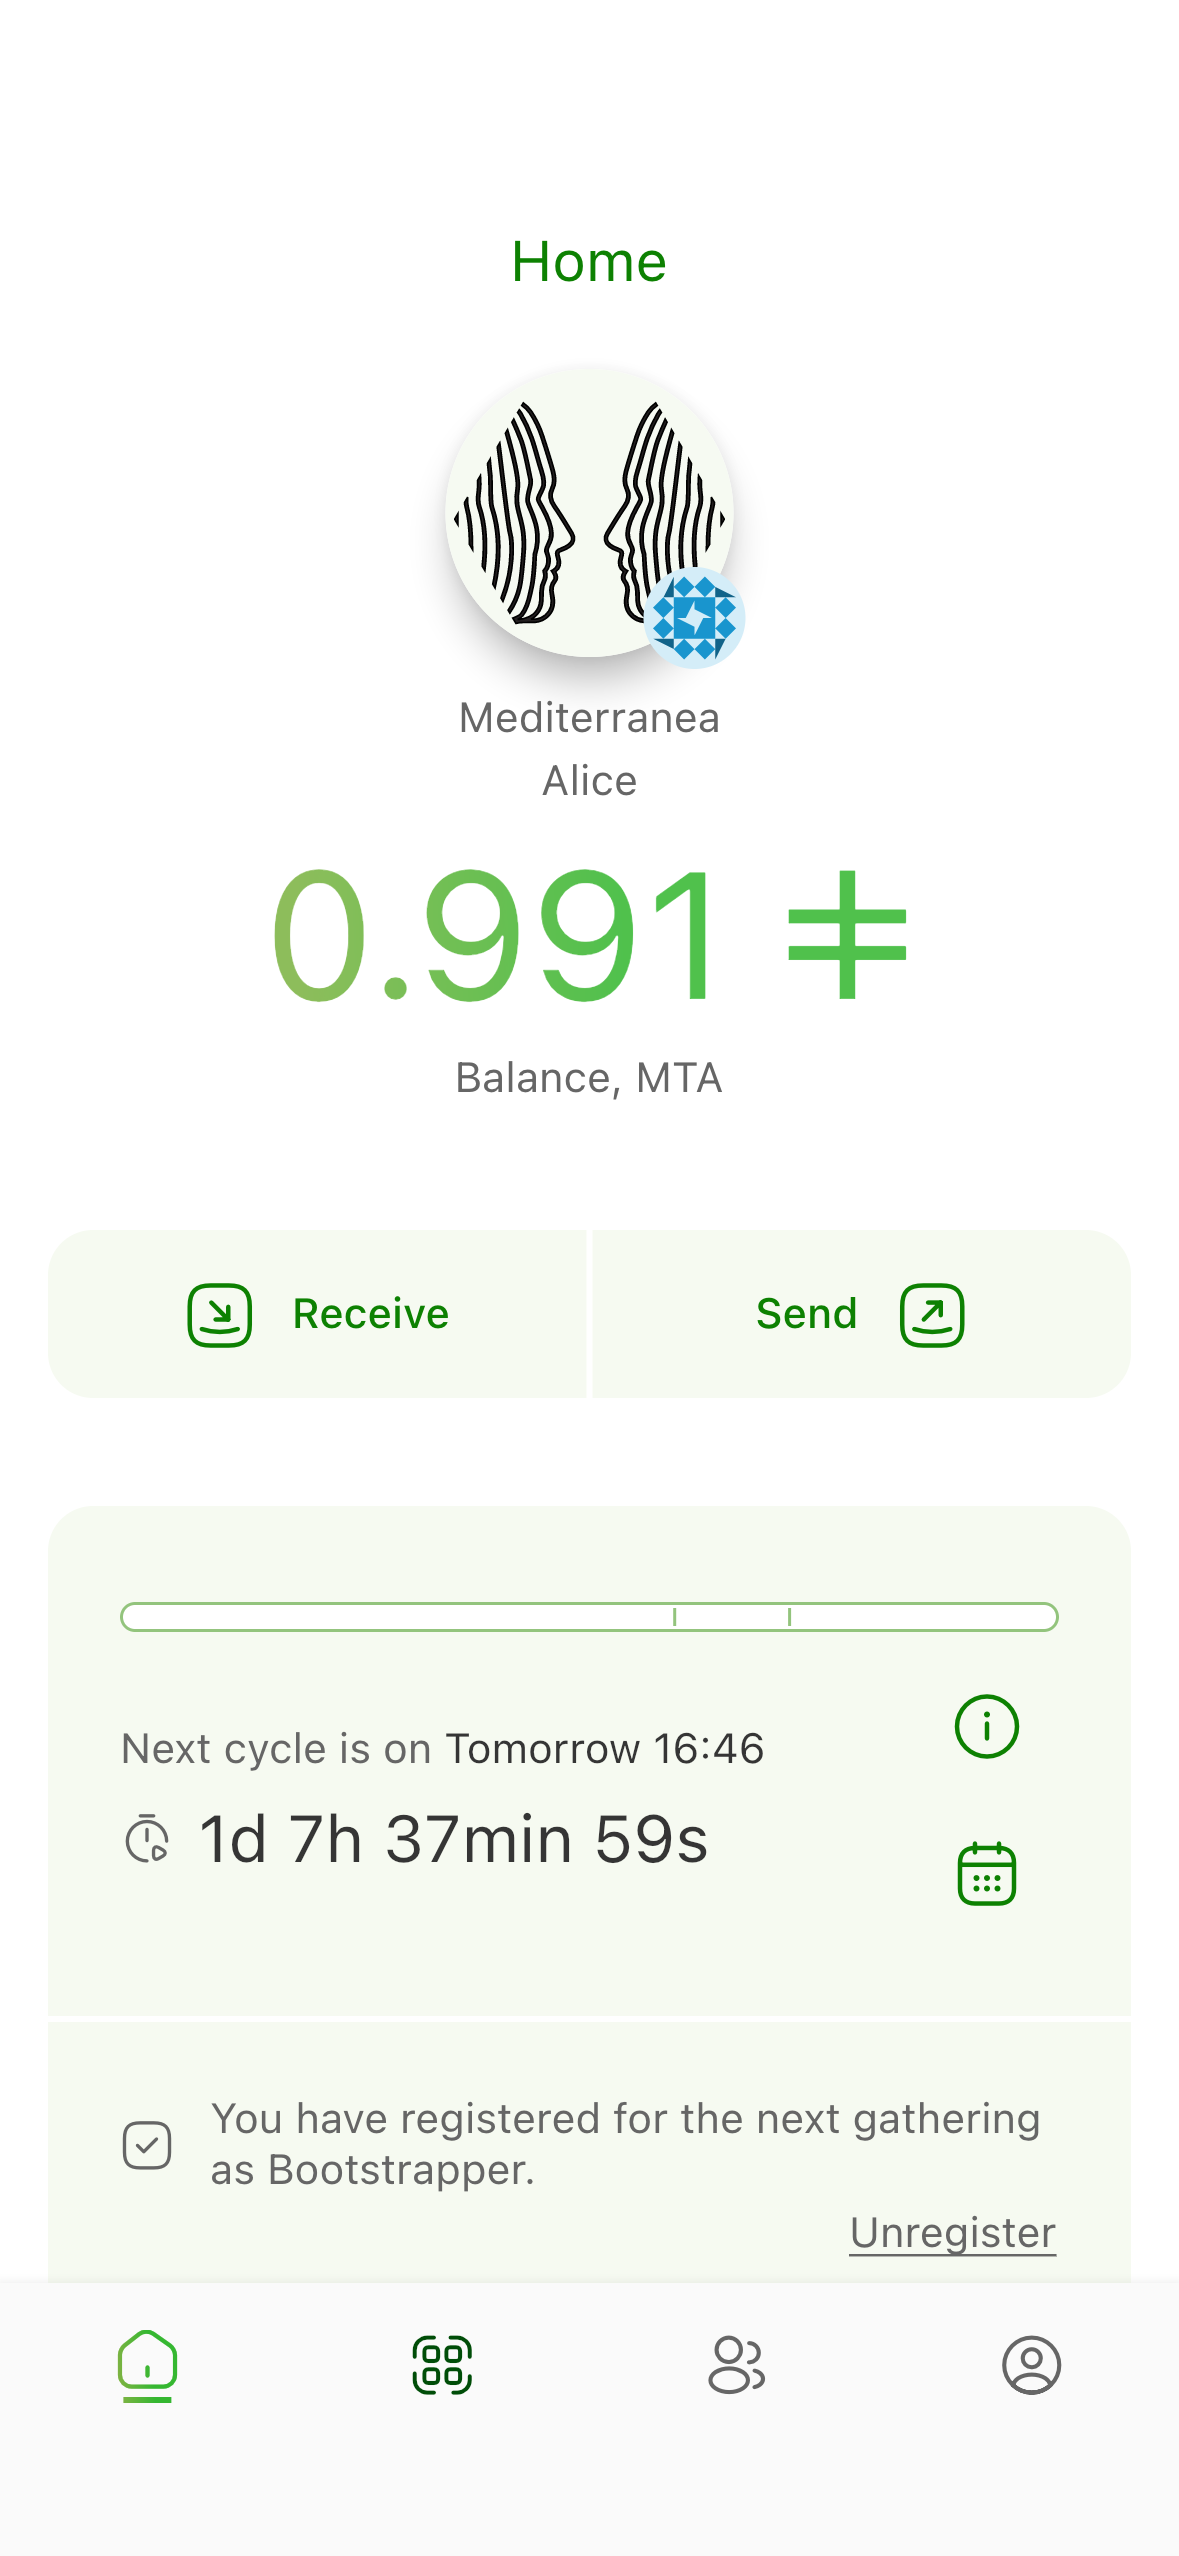 Home
Mediterranea
Alice
0.991 ⵐ
Balance, MTA
Receive
Send
Next cycle is on Tomorrow 16:46
1d 7h 37min 59s
You have registered for the next gathering
as Bootstrapper.
Unregister